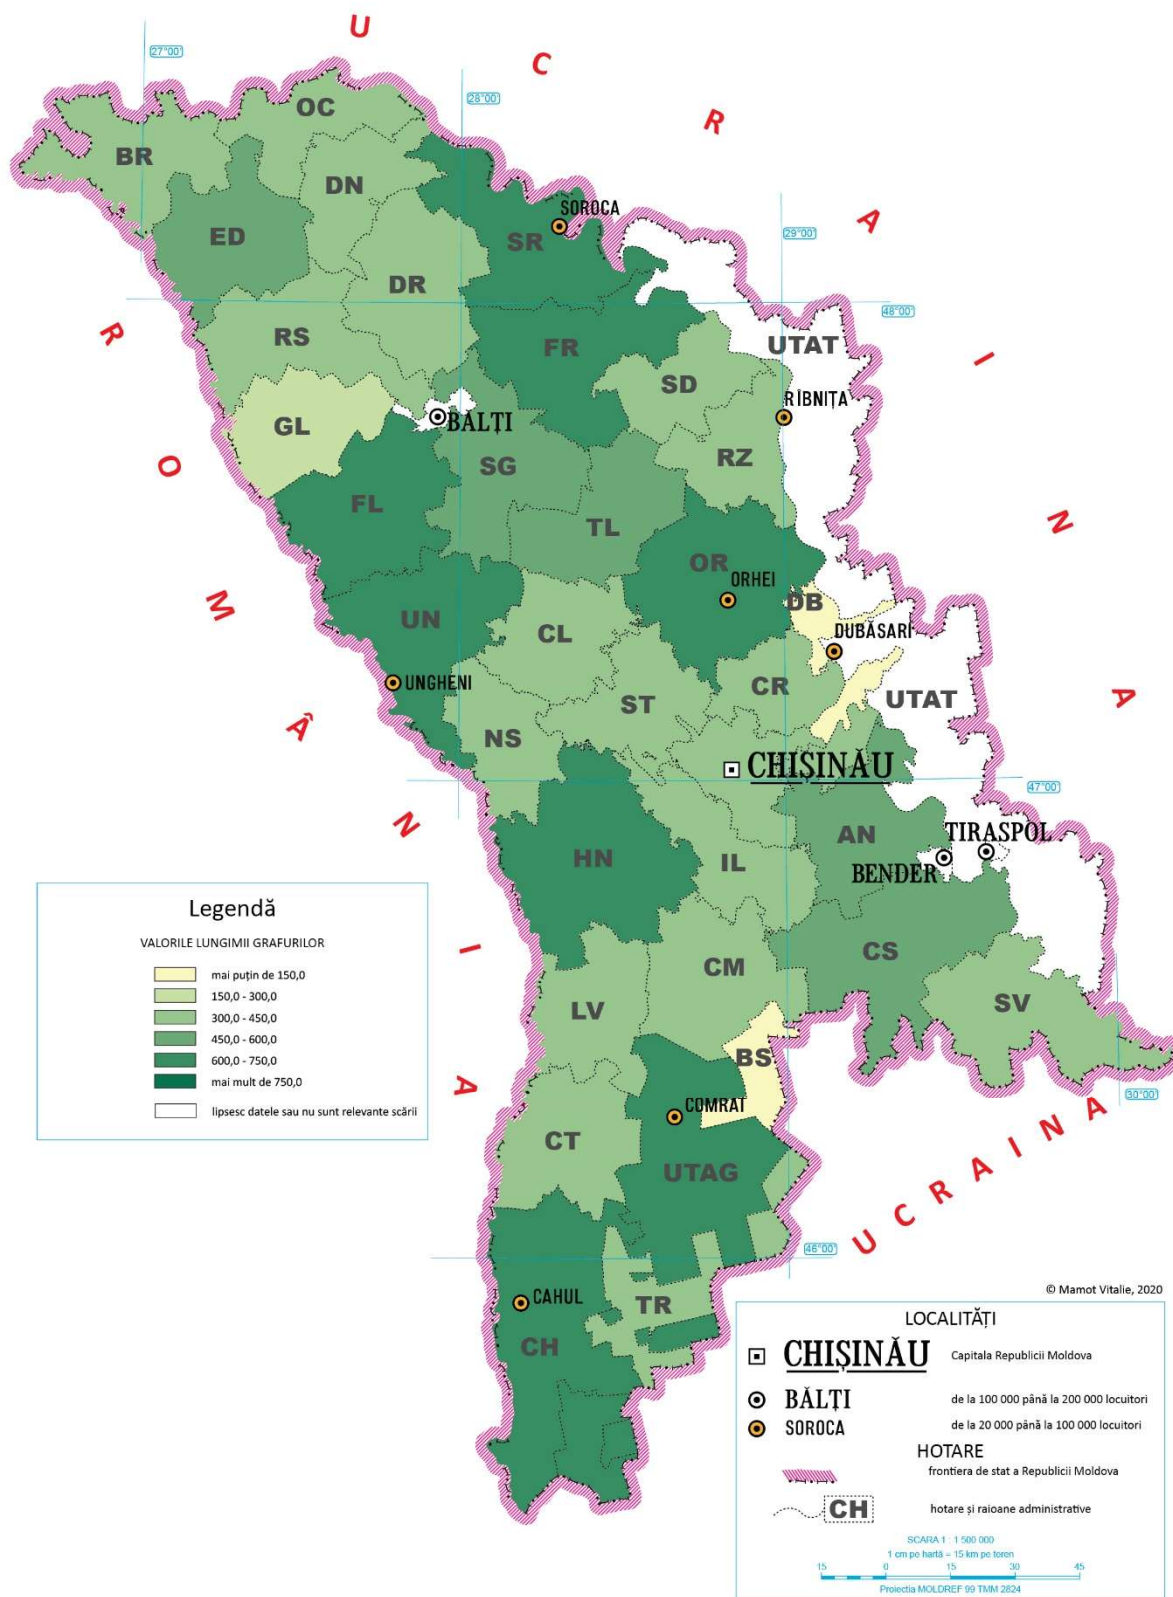 U C R A I N A
27°00'
28°00'
OC
BR
DN
SOROCA
ED
SR
29°00'
DR
48°00'
R O M Â N I A
RS
FR
UTAT
SD
RÎBNIȚA
GL
BĂLȚI
SG
RZ
FL
TL
OR
ORHEI
DB
UN
CL
DUBĂSARI
UNGHENI
CR
ST
UTAT
NS
CHIȘINĂU
47°00'
AN
TIRASPOL
HN
IL
BENDER
CS
CM
LV
SV
BS
30°00'
COMRAT
CT
UTAG
U C R A I N A
46°00'
CAHUL
TR
CH
Legendă
VALORILE LUNGIMII GRAFURILOR
mai puțin de 150,0
150,0 - 300,0
300,0 - 450,0
450,0 - 600,0
600,0 - 750,0
mai mult de 750,0
lipsesc datele sau nu sunt relevante scării
© Mamot Vitalie, 2020
LOCALITĂȚI
CHIȘINĂU Capitala Republicii Moldova
BĂLȚI de la 100 000 până la 200 000 locuitori
SOROCA de la 20 000 până la 100 000 locuitori
HOTARE
frontiera de stat a Republicii Moldova
CH hotare și raioane administrative
SCARA 1 : 1 500 000
1 cm pe hartă = 15 km pe teren
15 0 15 30 45
Proiectia MOLDREF 99 TMM 2824